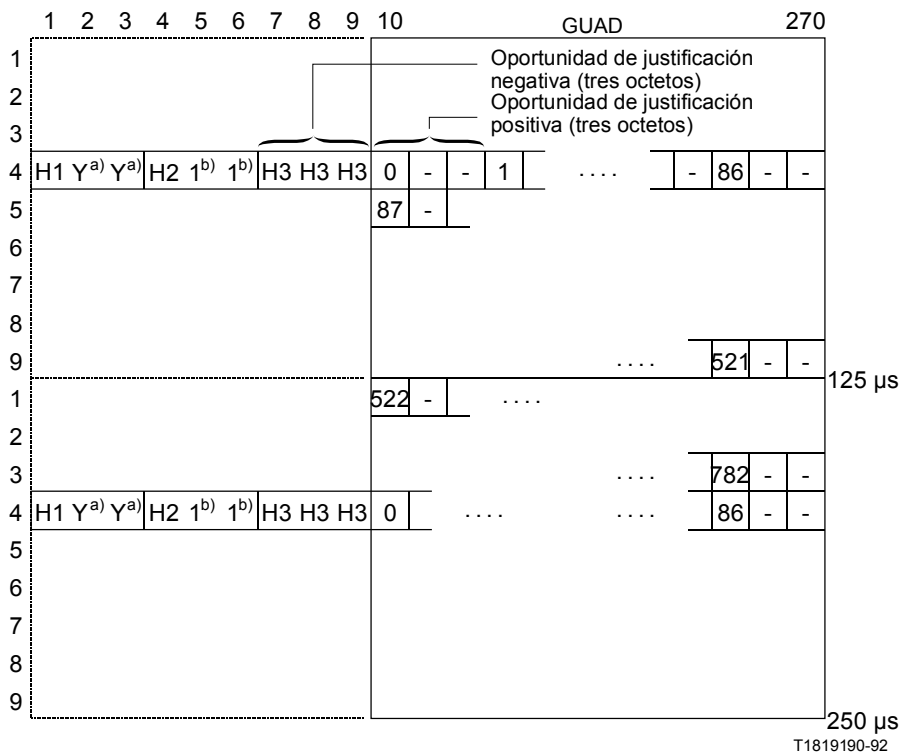 1 2 3 4 5 6 7 8 9 10 GUAD 270
1 Oportunidad de justificación
negativa (tres octetos)
2 Oportunidad de justificación
3 positiva (tres octetos)
4 H1 Yᵃ⁾ Yᵃ⁾ H2 1ᵇ⁾ 1ᵇ⁾ H3 H3 H3 0 - - 1 . . . . - 86 - -
5 87 -
6
7
8
9 . . . . 521 - -
125 µs
1 522 - . . . .
2
3 . . . . 782 - -
4 H1 Yᵃ⁾ Yᵃ⁾ H2 1ᵇ⁾ 1ᵇ⁾ H3 H3 H3 0 . . . . . . . . 86 - -
5
6
7
8
9
250 µs
T1819190-92